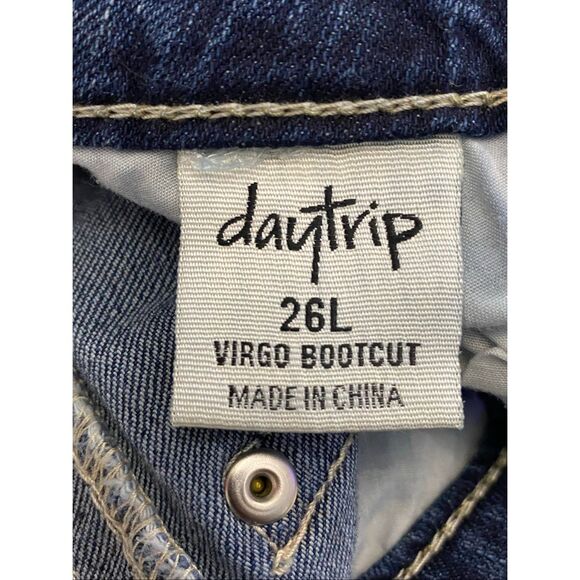 daytrip
26L
VIRGO BOOTCUT
MADE IN CHINA